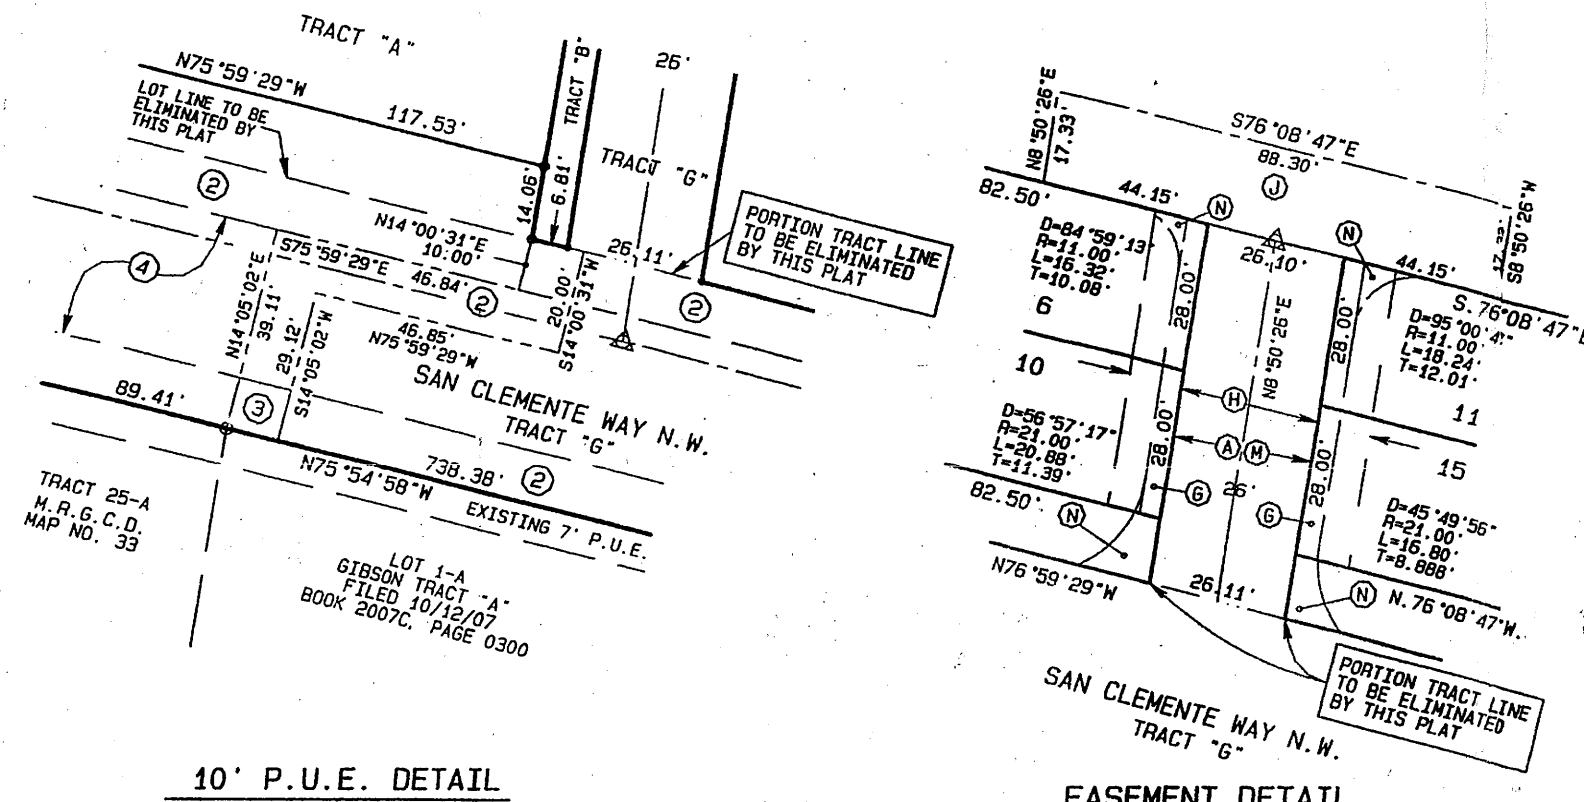 TRACT "A"
N75°59'29"W
117.53'
LOT LINE TO BE
ELIMINATED BY
THIS PLAT
TRACT "B"
26'
TRACT "G"
14.06'
6.81'
2
N14°00'31"E
10.00'
26.11'
PORTION TRACT LINE
TO BE ELIMINATED
BY THIS PLAT
4
S75°59'29"E
46.84'
2
20.00'
S14°00'31"W
2
N14°05'02"E
39.11'
29.12'
S14°05'02"W
46.85'
N75°59'29"W
SAN CLEMENTE WAY N.W.
TRACT "G"
89.41'
3
N75°54'58"W
738.38'
2
EXISTING 7' P.U.E.
TRACT 25-A
M.R.G.C.D.
MAP NO. 33
LOT 1-A
GIBSON TRACT "A"
FILED 10/12/07
BOOK 2007C, PAGE 0300
10' P.U.E. DETAIL
N8°50'26"E
17.33'
S76°08'47"E
88.30'
J
S8°50'26"W
82.50'
44.15'
N
N
26.10'
44.15'
S.76°08'47"E
D=84°59'13"
R=11.00'
L=16.32'
T=10.08'
6
28.00'
N8°50'26"E
28.00'
D=95°00'47"
R=11.00'
L=18.24'
T=12.01'
10
H
11
D=56°57'17"
R=21.00'
L=20.88'
T=11.39'
28.00'
A M
28.00'
15
82.50'
N
G
26'
G
D=45°49'56"
R=21.00'
L=16.80'
T=8.888'
N76°59'29"W
26.11'
N
N.76°08'47"W.
PORTION TRACT LINE
TO BE ELIMINATED
BY THIS PLAT
SAN CLEMENTE WAY N.W.
TRACT "G"
EASEMENT DETAIL